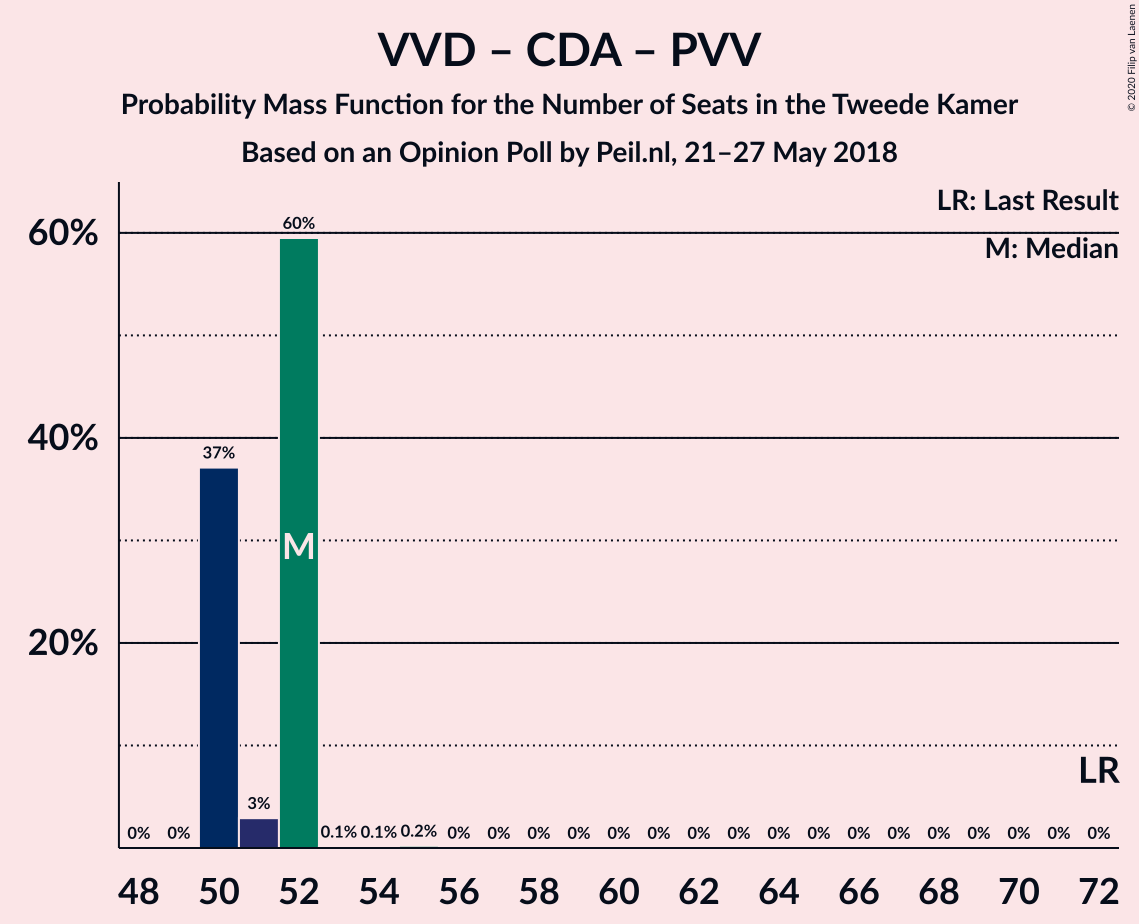 VVD – CDA – PVV
Probability Mass Function for the Number of Seats in the Tweede Kamer
Based on an Opinion Poll by Peil.nl, 21–27 May 2018
© 2020 Filip van Laenen
LR: Last Result
M: Median
60%
40%
20%
0% 0% 37% 3% 60% 0.1% 0.1% 0.2% 0% 0% 0% 0% 0% 0% 0% 0% 0% 0% 0% 0% 0% 0% 0% 0% 0%
M
LR
48 50 52 54 56 58 60 62 64 66 68 70 72